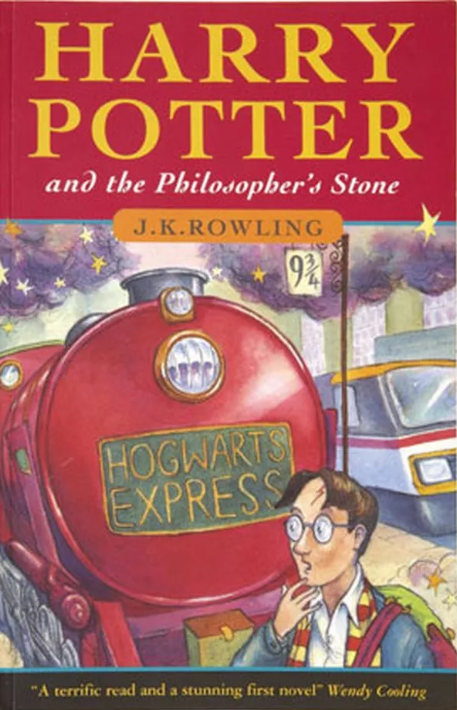 HARRY
POTTER
and the Philosopher's Stone
J.K.ROWLING
9¾
HOGWARTS
EXPRESS
"A terrific read and a stunning first novel" Wendy Cooling